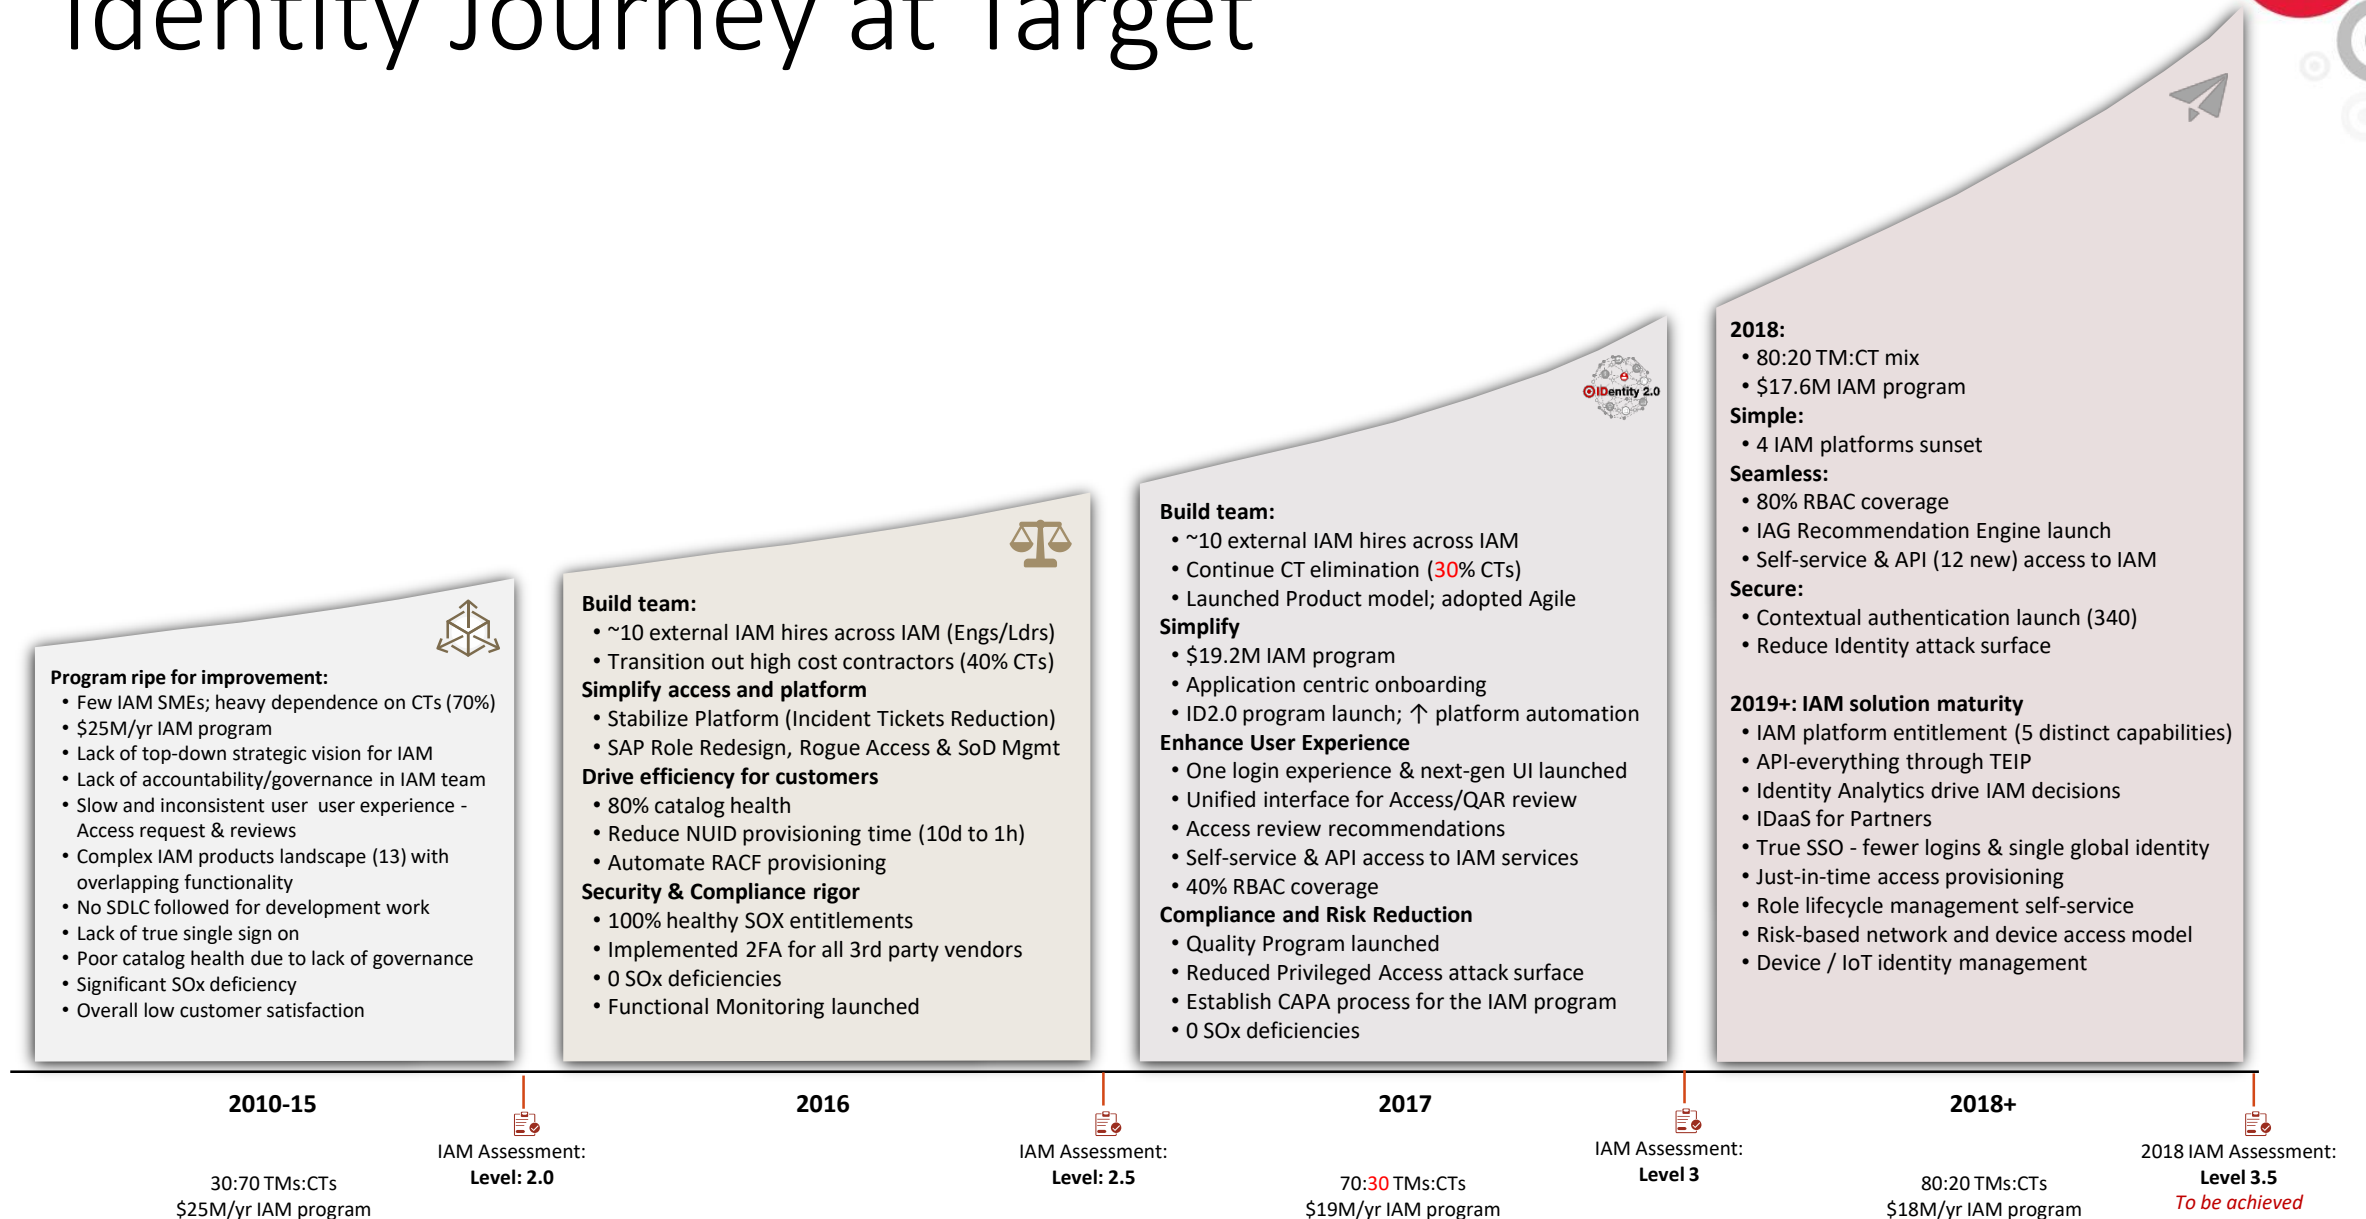 Identity Journey at Target
Program ripe for improvement:
• Few IAM SMEs; heavy dependence on CTs (70%)
• $25M/yr IAM program
• Lack of top-down strategic vision for IAM
• Lack of accountability/governance in IAM team
• Slow and inconsistent user user experience -
Access request & reviews
• Complex IAM products landscape (13) with
overlapping functionality
• No SDLC followed for development work
• Lack of true single sign on
• Poor catalog health due to lack of governance
• Significant SOx deficiency
• Overall low customer satisfaction
Build team:
• ~10 external IAM hires across IAM (Engs/Ldrs)
• Transition out high cost contractors (40% CTs)
Simplify access and platform
• Stabilize Platform (Incident Tickets Reduction)
• SAP Role Redesign, Rogue Access & SoD Mgmt
Drive efficiency for customers
• 80% catalog health
• Reduce NUID provisioning time (10d to 1h)
• Automate RACF provisioning
Security & Compliance rigor
• 100% healthy SOX entitlements
• Implemented 2FA for all 3rd party vendors
• 0 SOx deficiencies
• Functional Monitoring launched
IDentity 2.0
Build team:
• ~10 external IAM hires across IAM
• Continue CT elimination (30% CTs)
• Launched Product model; adopted Agile
Simplify
• $19.2M IAM program
• Application centric onboarding
• ID2.0 program launch; ↑ platform automation
Enhance User Experience
• One login experience & next-gen UI launched
• Unified interface for Access/QAR review
• Access review recommendations
• Self-service & API access to IAM services
• 40% RBAC coverage
Compliance and Risk Reduction
• Quality Program launched
• Reduced Privileged Access attack surface
• Establish CAPA process for the IAM program
• 0 SOx deficiencies
2018:
• 80:20 TM:CT mix
• $17.6M IAM program
Simple:
• 4 IAM platforms sunset
Seamless:
• 80% RBAC coverage
• IAG Recommendation Engine launch
• Self-service & API (12 new) access to IAM
Secure:
• Contextual authentication launch (340)
• Reduce Identity attack surface
2019+: IAM solution maturity
• IAM platform entitlement (5 distinct capabilities)
• API-everything through TEIP
• Identity Analytics drive IAM decisions
• IDaaS for Partners
• True SSO - fewer logins & single global identity
• Just-in-time access provisioning
• Role lifecycle management self-service
• Risk-based network and device access model
• Device / IoT identity management
2010-15
30:70 TMs:CTs
$25M/yr IAM program
IAM Assessment:
Level: 2.0
2016
IAM Assessment:
Level: 2.5
2017
70:30 TMs:CTs
$19M/yr IAM program
IAM Assessment:
Level 3
2018+
80:20 TMs:CTs
$18M/yr IAM program
2018 IAM Assessment:
Level 3.5
To be achieved